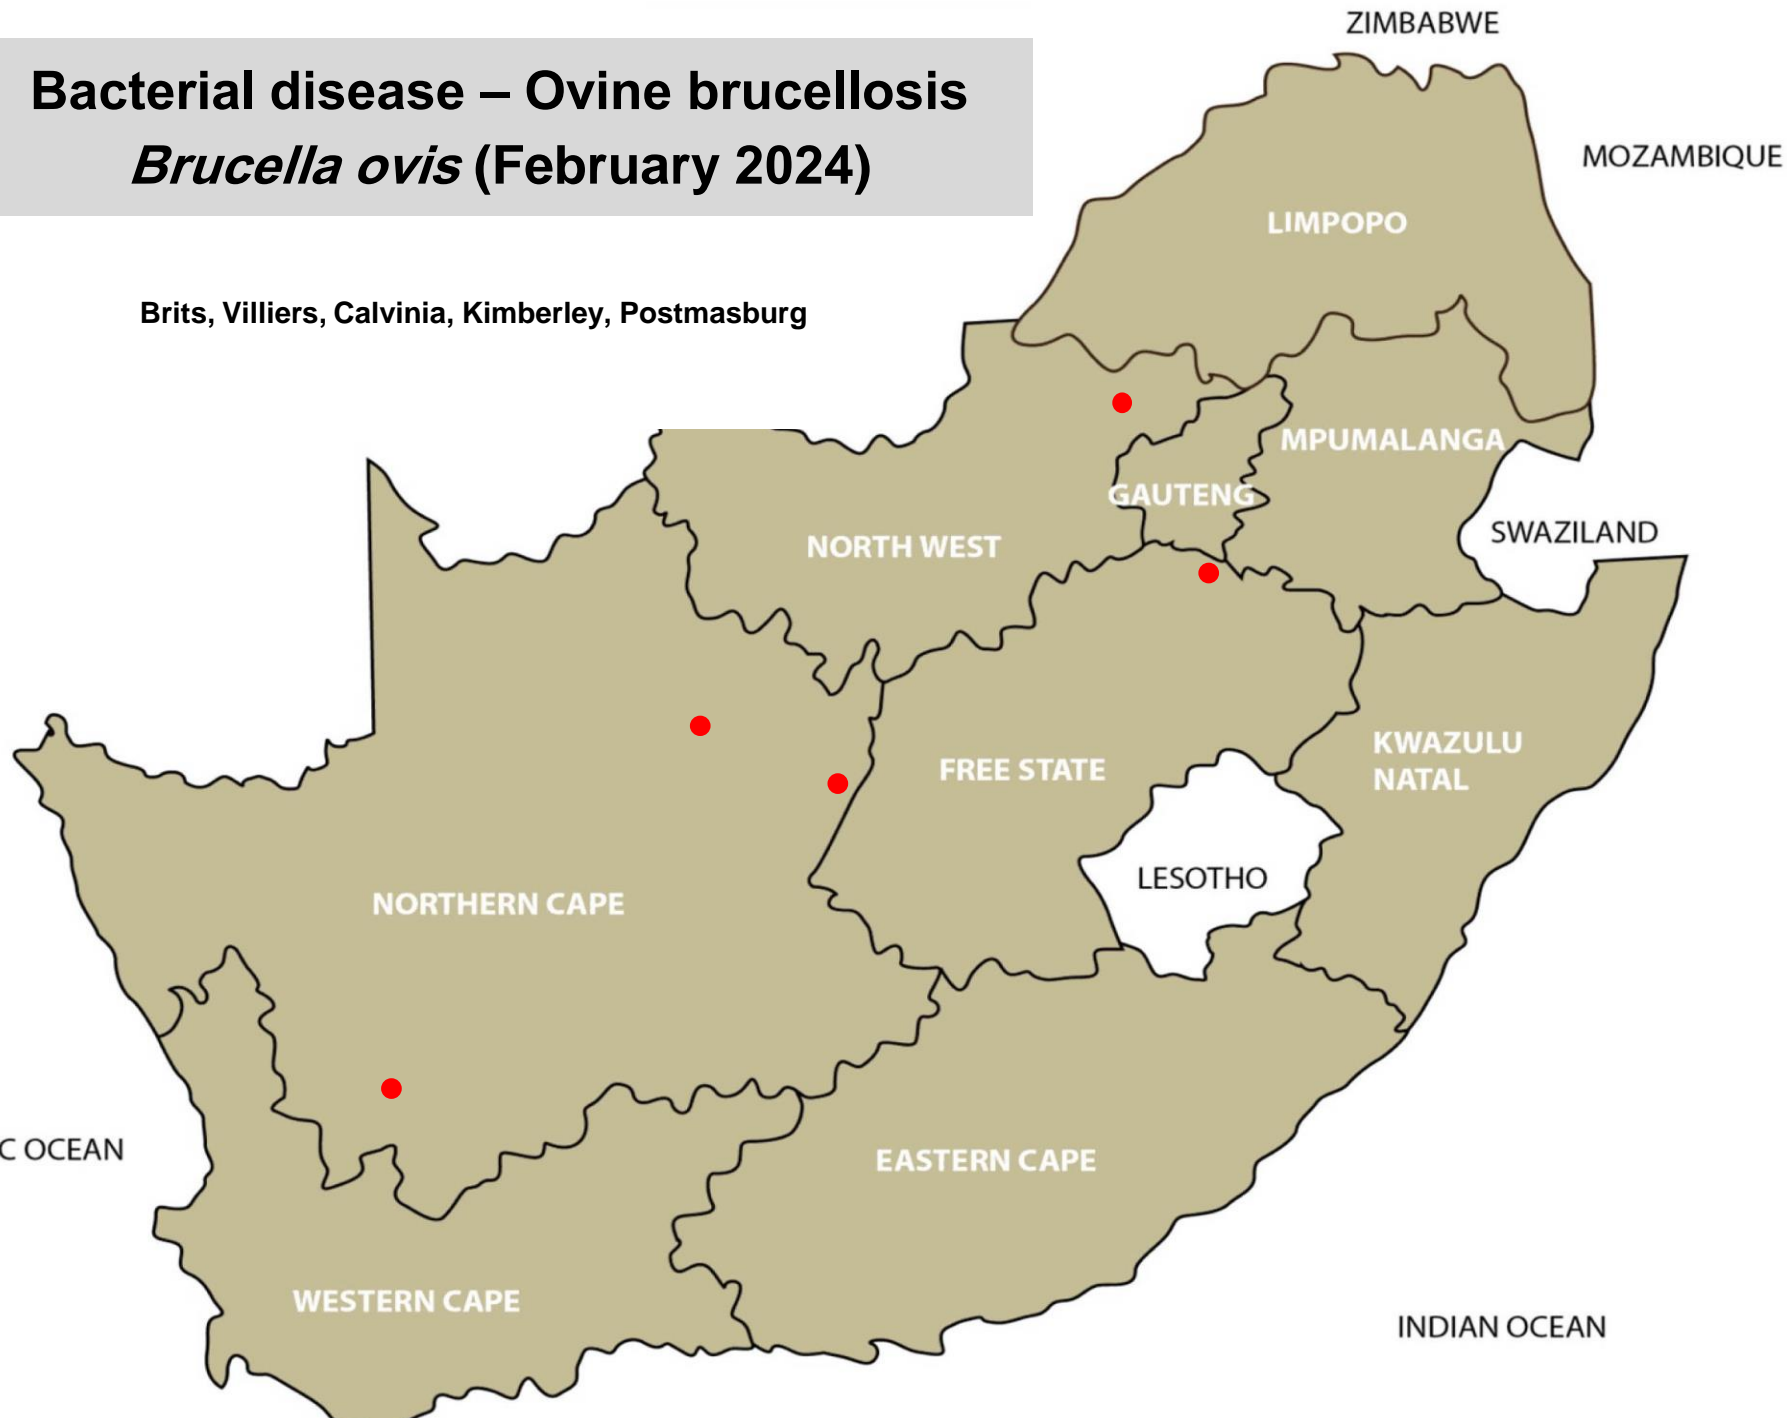 ZIMBABWE
Bacterial disease – Ovine brucellosis
Brucella ovis (February 2024)
MOZAMBIQUE
LIMPOPO
Brits, Villiers, Calvinia, Kimberley, Postmasburg
MPUMALANGA
GAUTENG
SWAZILAND
NORTH WEST
KWAZULU
NATAL
FREE STATE
LESOTHO
NORTHERN CAPE
C OCEAN
EASTERN CAPE
WESTERN CAPE
INDIAN OCEAN